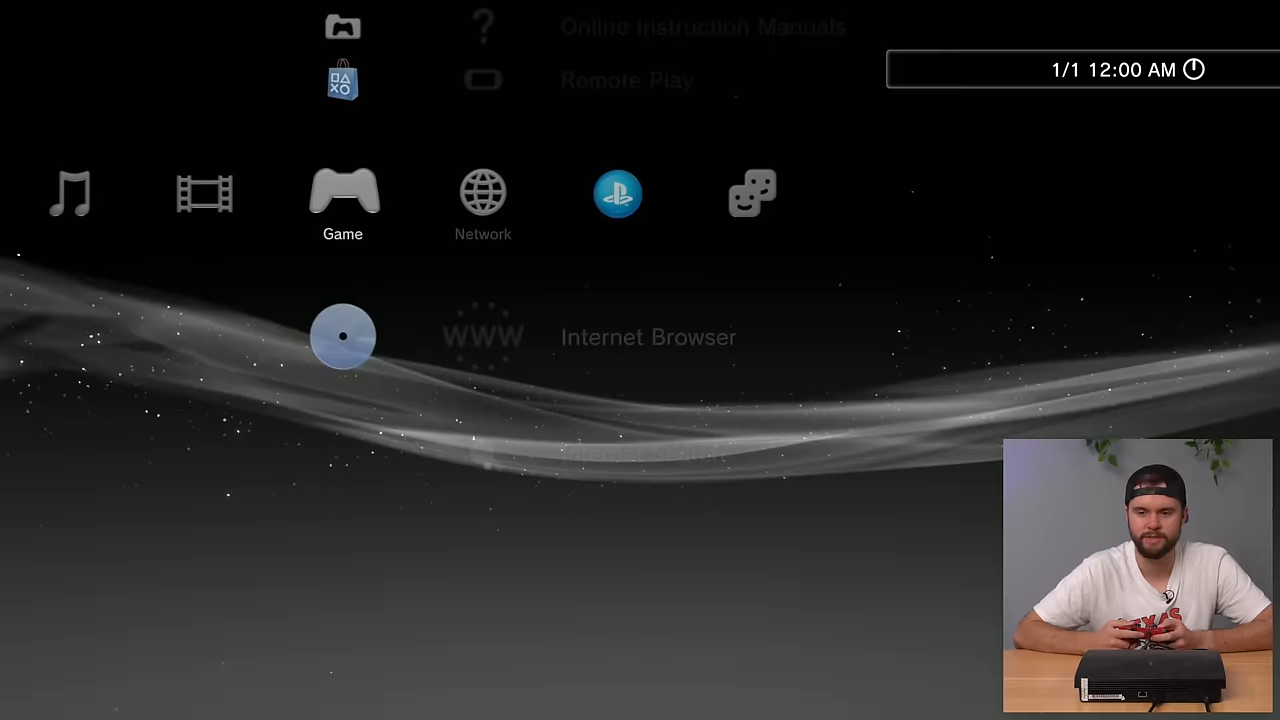 Online Instruction Manuals
Remote Play
1/1 12:00 AM
Game
Network
WWW
Internet Browser